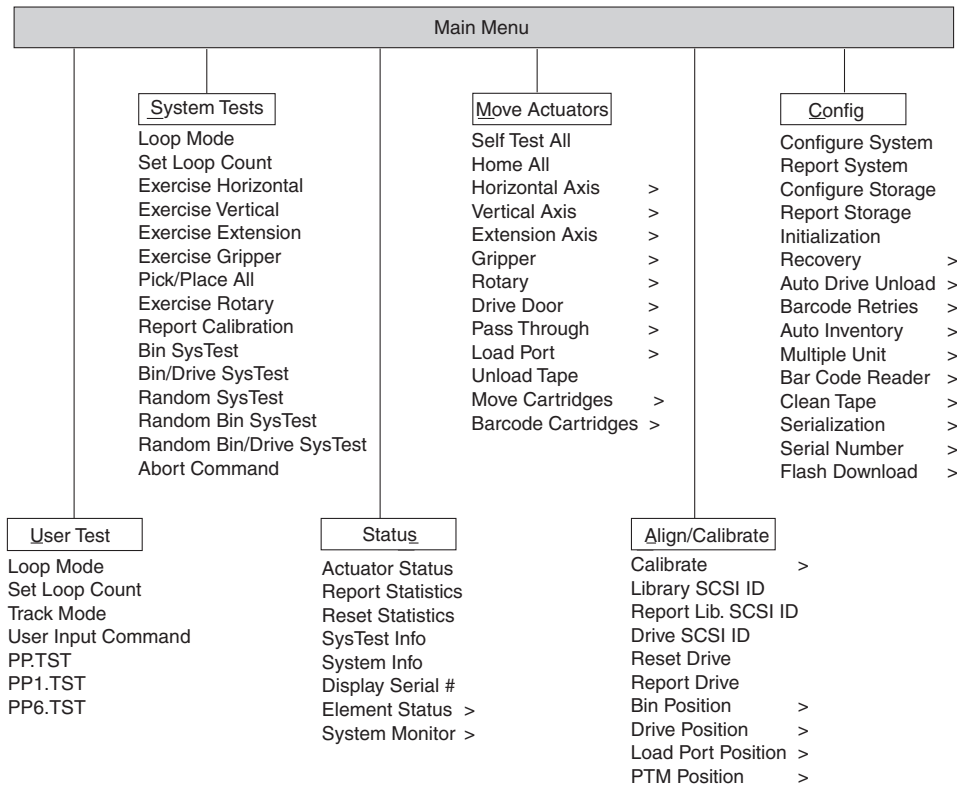 Main Menu
System Tests
Loop Mode
Set Loop Count
Exercise Horizontal
Exercise Vertical
Exercise Extension
Exercise Gripper
Pick/Place All
Exercise Rotary
Report Calibration
Bin SysTest
Bin/Drive SysTest
Random SysTest
Random Bin SysTest
Random Bin/Drive SysTest
Abort Command
Move Actuators
Self Test All
Home All
Horizontal Axis >
Vertical Axis >
Extension Axis >
Gripper >
Rotary >
Drive Door >
Pass Through >
Load Port >
Unload Tape
Move Cartridges >
Barcode Cartridges >
Config
Configure System
Report System
Configure Storage
Report Storage
Initialization
Recovery >
Auto Drive Unload >
Barcode Retries >
Auto Inventory >
Multiple Unit >
Bar Code Reader >
Clean Tape >
Serialization >
Serial Number >
Flash Download >
User Test
Loop Mode
Set Loop Count
Track Mode
User Input Command
PP.TST
PP1.TST
PP6.TST
Status
Actuator Status
Report Statistics
Reset Statistics
SysTest Info
System Info
Display Serial #
Element Status >
System Monitor >
Align/Calibrate
Calibrate >
Library SCSI ID
Report Lib. SCSI ID
Drive SCSI ID
Reset Drive
Report Drive
Bin Position >
Drive Position >
Load Port Position >
PTM Position >